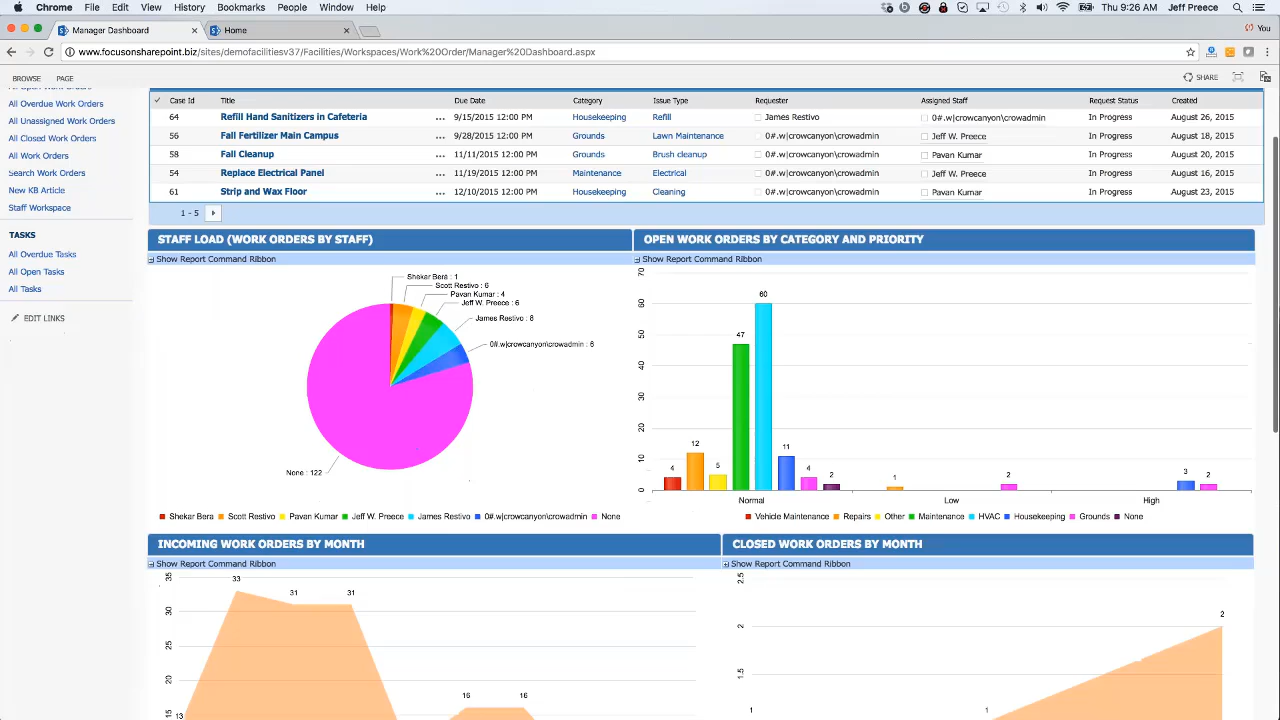 Chrome File Edit View History Bookmarks People Window Help Thu 9:26 AM Jeff Preece
Manager Dashboard Home You
www.focusonsharepoint.biz/sites/demofacilitiesv37/Facilities/Workspaces/Work%20Order/Manager%20Dashboard.aspx
BROWSE PAGE SHARE
All Overdue Work Orders
All Unassigned Work Orders
All Closed Work Orders
All Work Orders
Search Work Orders
New KB Article
Staff Workspace
TASKS
All Overdue Tasks
All Open Tasks
All Tasks
EDIT LINKS
Case Id Title Due Date Category Issue Type Requester Assigned Staff Request Status Created
64 Refill Hand Sanitizers in Cafeteria ... 9/15/2015 12:00 PM Housekeeping Refill James Restivo 0#.w|crowcanyon\crowadmin In Progress August 26, 2015
56 Fall Fertilizer Main Campus ... 9/28/2015 12:00 PM Grounds Lawn Maintenance 0#.w|crowcanyon\crowadmin Jeff W. Preece In Progress August 18, 2015
58 Fall Cleanup ... 11/11/2015 12:00 PM Grounds Brush cleanup 0#.w|crowcanyon\crowadmin Pavan Kumar In Progress August 20, 2015
54 Replace Electrical Panel ... 11/19/2015 12:00 PM Maintenance Electrical 0#.w|crowcanyon\crowadmin Jeff W. Preece In Progress August 17, 2015
61 Strip and Wax Floor ... 12/10/2015 12:00 PM Housekeeping Cleaning 0#.w|crowcanyon\crowadmin Pavan Kumar In Progress August 23, 2015
1 - 5
STAFF LOAD (WORK ORDERS BY STAFF)
Show Report Command Ribbon
Shekar Bera : 1
Scott Restivo : 6
Pavan Kumar : 4
Jeff W. Preece : 6
James Restivo : 8
0#.w|crowcanyon\crowadmin : 6
None : 122
Shekar Bera Scott Restivo Pavan Kumar Jeff W. Preece James Restivo 0#.w|crowcanyon\crowadmin None
OPEN WORK ORDERS BY CATEGORY AND PRIORITY
Show Report Command Ribbon
70
60
50
40
30
20
10
0
4 12 5 47 60 11 4 2 1 2 3 2
Normal Low High
Vehicle Maintenance Repairs Other Maintenance HVAC Housekeeping Grounds None
INCOMING WORK ORDERS BY MONTH
Show Report Command Ribbon
35
30
25
20
15
13 33 31 31 16 16
CLOSED WORK ORDERS BY MONTH
Show Report Command Ribbon
2.5
2
1.5
1 1 2